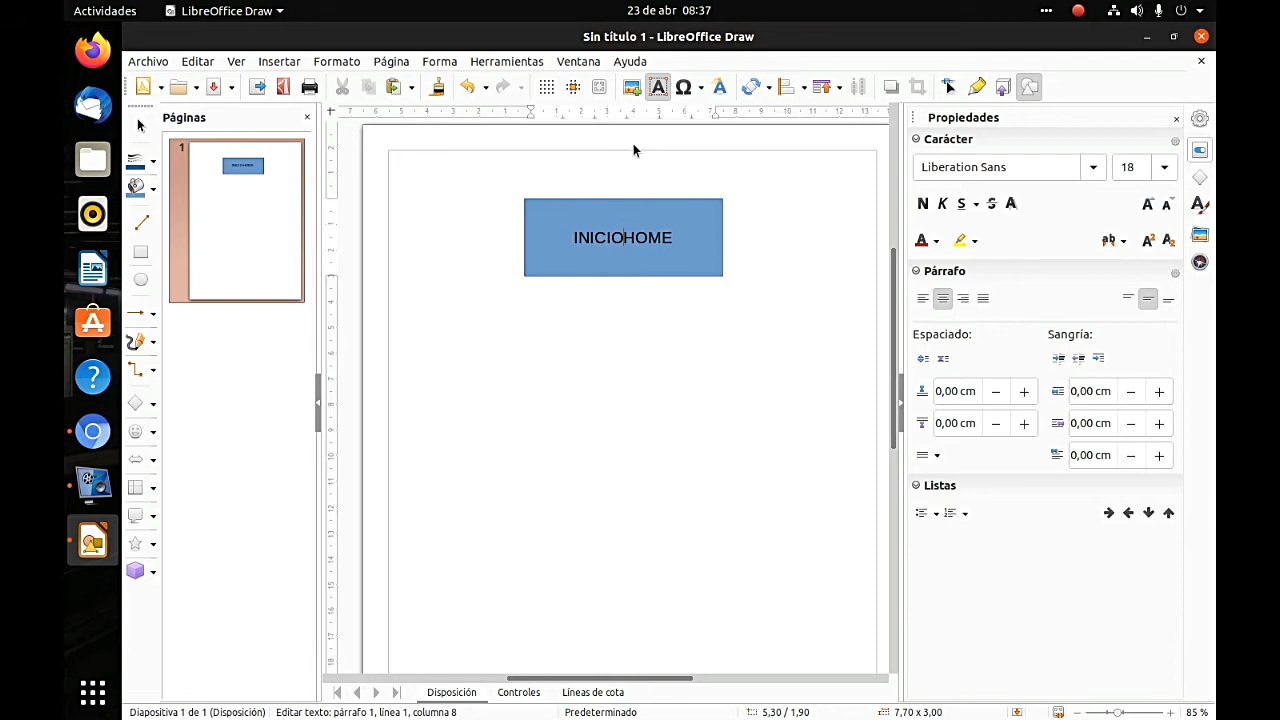 Actividades
LibreOffice Draw
23 de abr 08:37
Sin título 1 - LibreOffice Draw
Archivo Editar Ver Insertar Formato Página Forma Herramientas Ventana Ayuda
Páginas
1
INICIOHOME
Propiedades
Carácter
Liberation Sans 18
N K S S A
Párrafo
Espaciado: Sangría:
0,00 cm 0,00 cm
0,00 cm 0,00 cm
0,00 cm
Listas
Disposición Controles Líneas de cota
Diapositiva 1 de 1 (Disposición) Editar texto: párrafo 1, línea 1, columna 8 Predeterminado 5,30 / 1,90 7,70 x 3,00 85 %